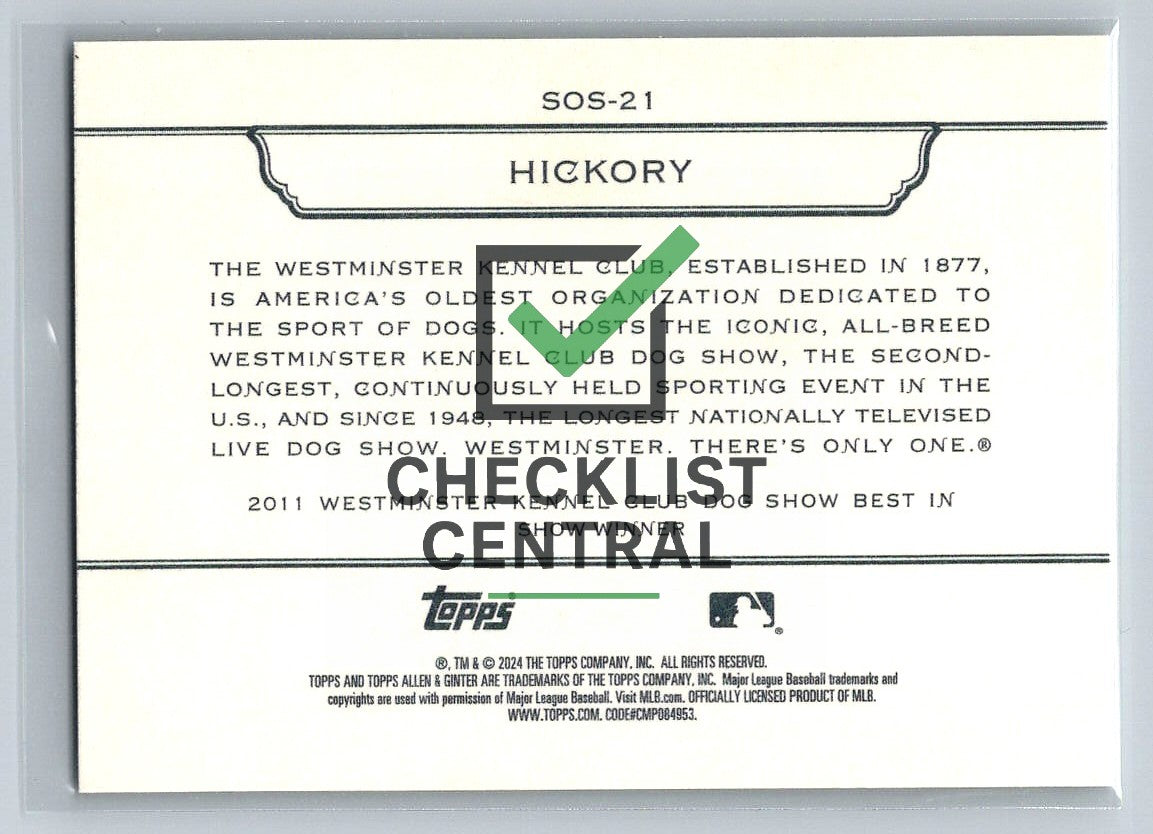 SOS-21
HICKORY
THE WESTMINSTER KENNEL CLUB, ESTABLISHED IN 1877,
IS AMERICA'S OLDEST ORGANIZATION DEDICATED TO
THE SPORT OF DOGS. IT HOSTS THE ICONIC, ALL-BREED
WESTMINSTER KENNEL CLUB DOG SHOW, THE SECOND-
LONGEST, CONTINUOUSLY HELD SPORTING EVENT IN THE
U.S., AND SINCE 1948, THE LONGEST NATIONALLY TELEVISED
LIVE DOG SHOW. WESTMINSTER. THERE'S ONLY ONE.®
CHECKLIST
2011 WESTMINSTER KENNEL CLUB DOG SHOW BEST IN
SHOW WINNER
CENTRAL
topps ®
®, TM & © 2024 THE TOPPS COMPANY, INC. ALL RIGHTS RESERVED.
TOPPS AND TOPPS ALLEN & GINTER ARE TRADEMARKS OF THE TOPPS COMPANY, INC. Major League Baseball trademarks and
copyrights are used with permission of Major League Baseball. Visit MLB.com. OFFICIALLY LICENSED PRODUCT OF MLB.
WWW.TOPPS.COM. CODE#CMP084953.